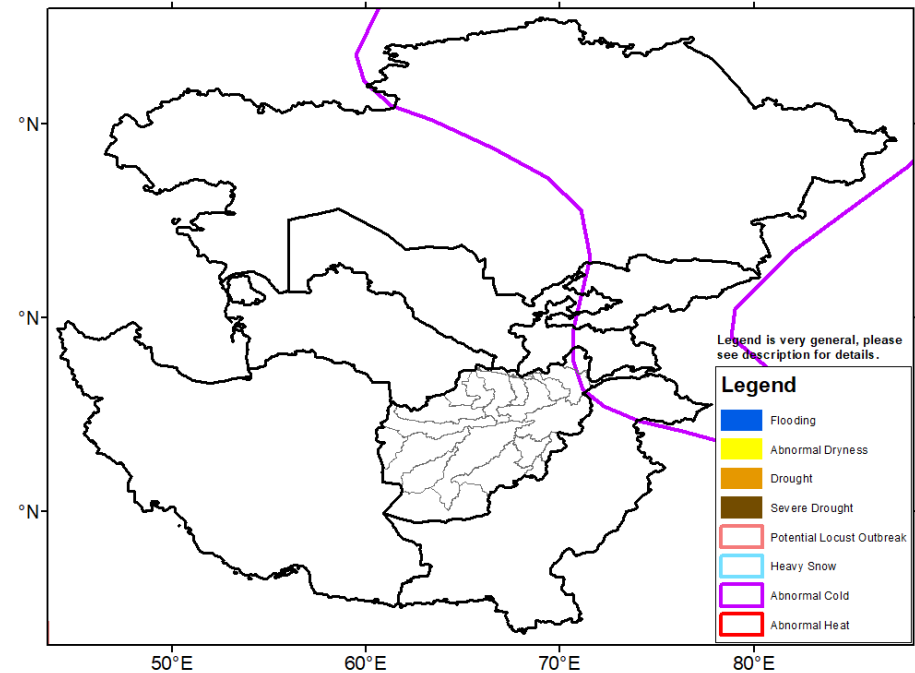 °N
°N
Legend is very general, please
see description for details.
Legend
Flooding
Abnormal Dryness
Drought
Severe Drought
°N
Potential Locust Outbreak
Heavy Snow
Abnormal Cold
Abnormal Heat
50°E 60°E 70°E 80°E